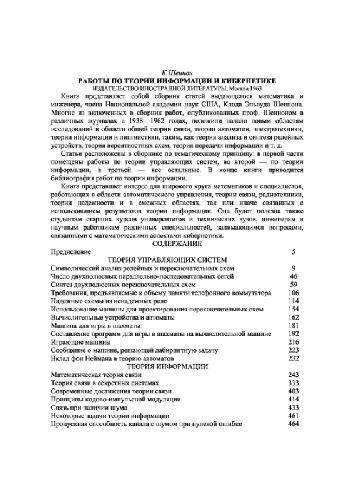 К.Шеннон
РАБОТЫ ПО ТЕОРИИ ИНФОРМАЦИИ И КИБЕРНЕТИКЕ
ИЗДАТЕЛЬСТВО ИНОСТРАННОЙ ЛИТЕРАТУРЫ, Москва 1963
Книга представляет собой сборник статей выдающегося математика и
инженера, члена Национальной академии наук США, Клода Эльвуда Шеннона.
Многие из включенных в сборник работ, опубликованных проф. Шенноном в
различных журналах в 1938–1962 годах, положили начало новым областям
исследований в области общей теории связи, теории автоматов, электротехники,
теории информации и лингвистики, таким, как теория анализа и синтеза релейных
устройств, теория вероятностных схем, теория передачи информации и т. д.
Статьи расположены в сборнике по тематическому принципу: в первой части
помещены работы по теории управляющих систем, во второй — по теории
информации, в третьей — все остальные. В конце книги приводится
библиография работ по теории информации.
Книга представляет интерес для широкого круга математиков и специалистов,
работающих в области автоматического управления, теории связи, радиотехники,
теории надежности и в смежных областях, так или иначе связанных с
использованием результатов теории информации. Она будет полезна также
студентам старших курсов университетов и технических вузов, инженерам и
научным работникам различных специальностей, занимающимся вопросами,
связанными с математическими аспектами кибернетики.
СОДЕРЖАНИЕ
Предисловие 5
ТЕОРИЯ УПРАВЛЯЮЩИХ СИСТЕМ
Символический анализ релейных и переключательных схем 9
Число двухполюсных параллельно-последовательных сетей 46
Синтез двухполюсных переключательных схем 59
Требования, предъявляемые к объему памяти телефонного коммутатора 106
Надежные схемы из ненадежных реле 114
Использование машины для проектирования переключательных схем 154
Вычислительные устройства и автоматы 162
Машина для игры в шахматы 181
Составление программ для игры в шахматы на вычислительной машине 192
Играющие машины 216
Сообщение о машине, решающей лабиринтную задачу 223
Вклад фон Неймана в теорию автоматов 232
ТЕОРИЯ ИНФОРМАЦИИ
Математическая теория связи 243
Теория связи в секретных системах 333
Современные достижения теории связи 403
Принципы кодово-импульсной модуляции 414
Связь при наличии шума 433
Некоторые задачи теории информации 461
Пропускная способность канала с шумом при нулевой ошибке 464